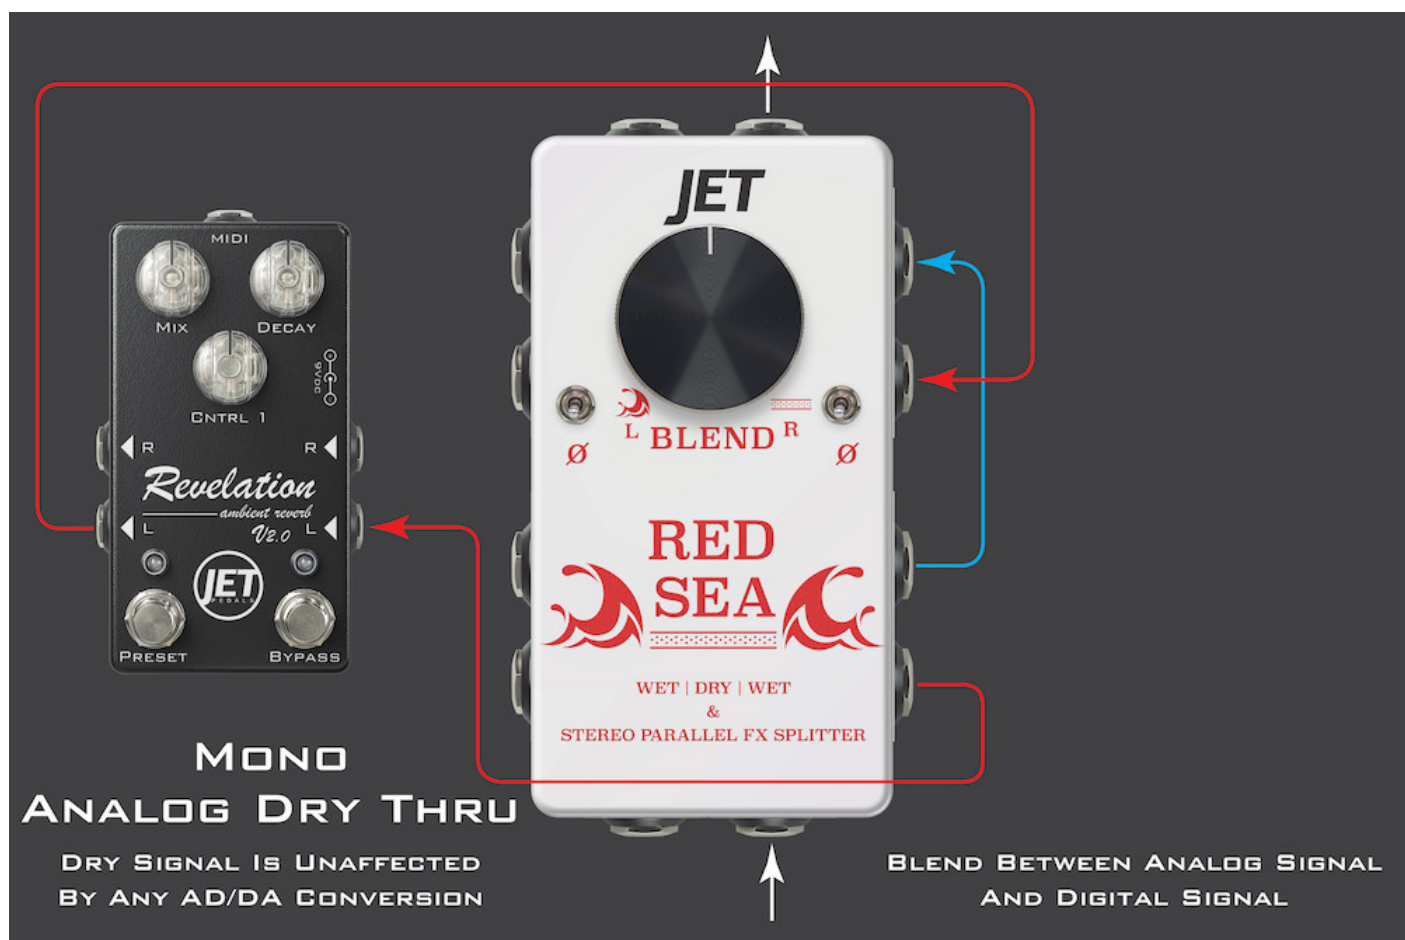 JET
MIDI
Mix Decay
9VDC
Cntrl 1
R R
Revelation
ambient reverb
V2.0
L L
JET
PEDALS
Preset Bypass
L BLEND R
Ø Ø
RED
SEA
WET | DRY | WET
&
STEREO PARALLEL FX SPLITTER
Mono
Analog Dry Thru
Dry Signal Is Unaffected
By Any AD/DA Conversion
Blend Between Analog Signal
And Digital Signal